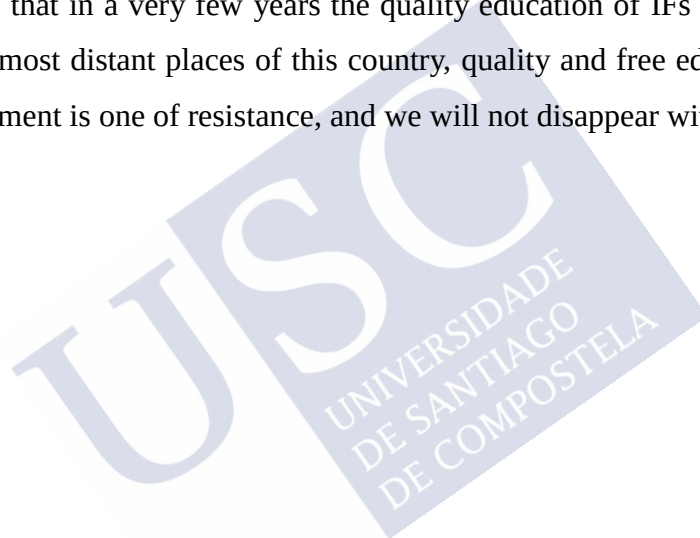 that in a very few years the quality education of IFs
most distant places of this country, quality and free ed
ment is one of resistance, and we will not disappear wi
USC
UNIVERSIDADE
DE SANTIAGO
DE COMPOSTELA